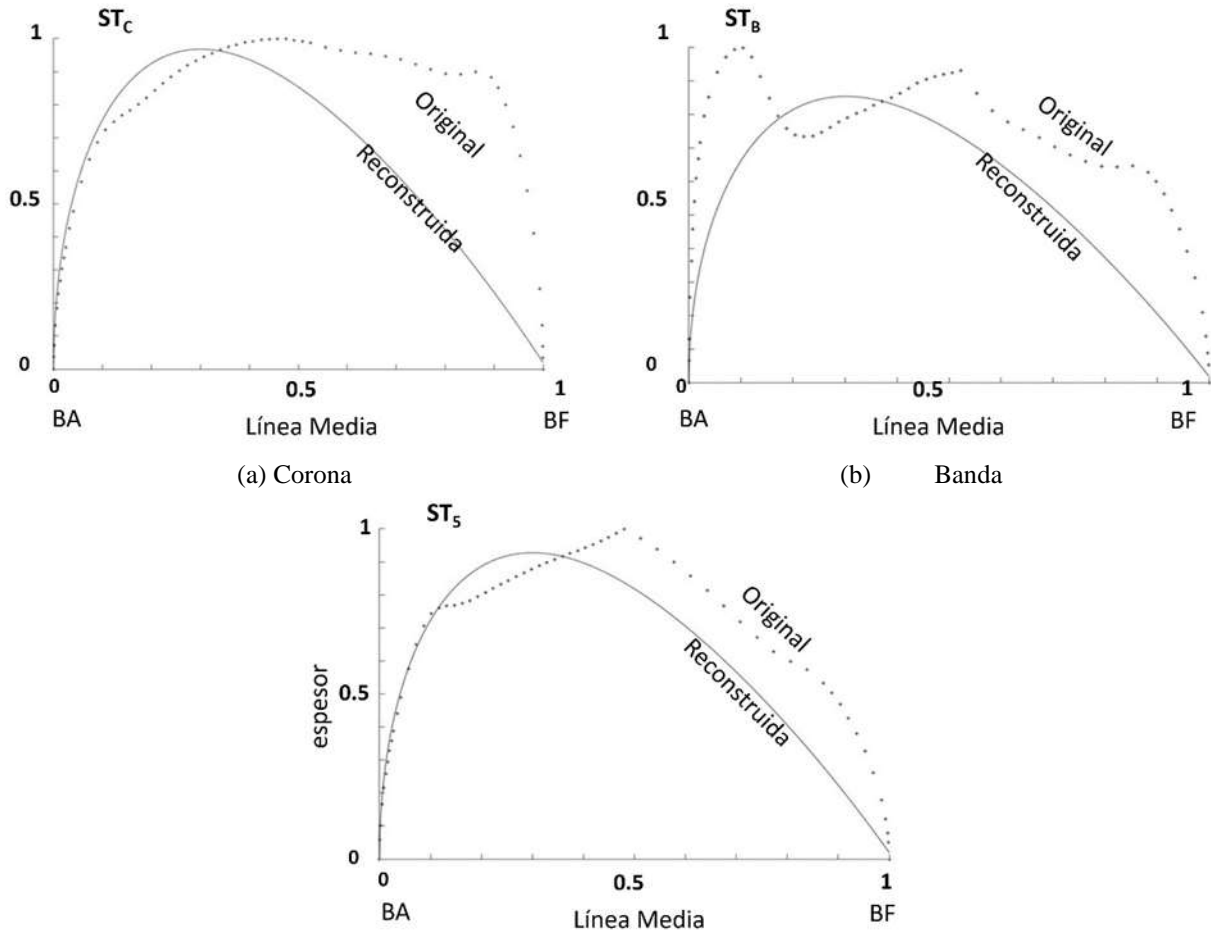 ST_C
1
Original
Reconstruida
0.5
0
0
0.5
1
BA
Línea Media
BF
(a) Corona
ST_B
1
Original
Reconstruida
0.5
0
0
0.5
1
BA
Línea Media
BF
(b) Banda
ST_5
1
Original
Reconstruida
0.5
espesor
0
0
0.5
1
BA
Línea Media
BF